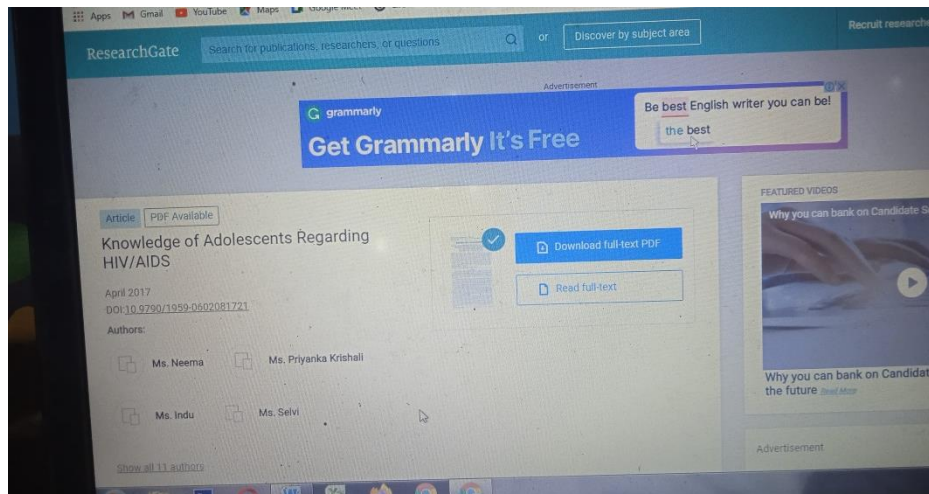 Apps Gmail YouTube Maps
ResearchGate Search for publications, researchers, or questions or Discover by subject area Recruit researche
Advertisement
grammarly
Get Grammarly It's Free
Be best English writer you can be!
the best
Article PDF Available
Knowledge of Adolescents Regarding
HIV/AIDS
April 2017
DOI:10.9790/1959-0602081721
Authors:
Ms. Neema Ms. Priyanka Krishali
Ms. Indu Ms. Selvi
Show all 11 authors
Download full-text PDF
Read full-text
FEATURED VIDEOS
Why you can bank on Candidate S
Why you can bank on Candidat
the future Read More
Advertisement